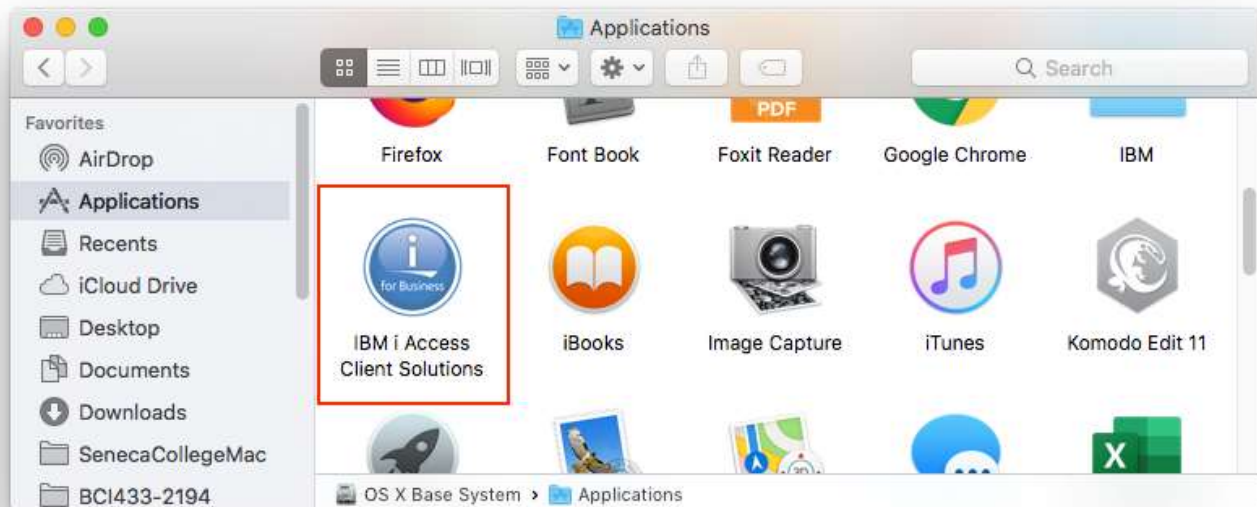 Applications
Search
Favorites
AirDrop
Applications
Recents
iCloud Drive
Desktop
Documents
Downloads
SenecaCollegeMac
BCI433-2194
PDF
Firefox
Font Book
Foxit Reader
Google Chrome
IBM
i
for Business
IBM i Access
Client Solutions
iBooks
Image Capture
iTunes
Komodo Edit 11
3D
X
OS X Base System › Applications